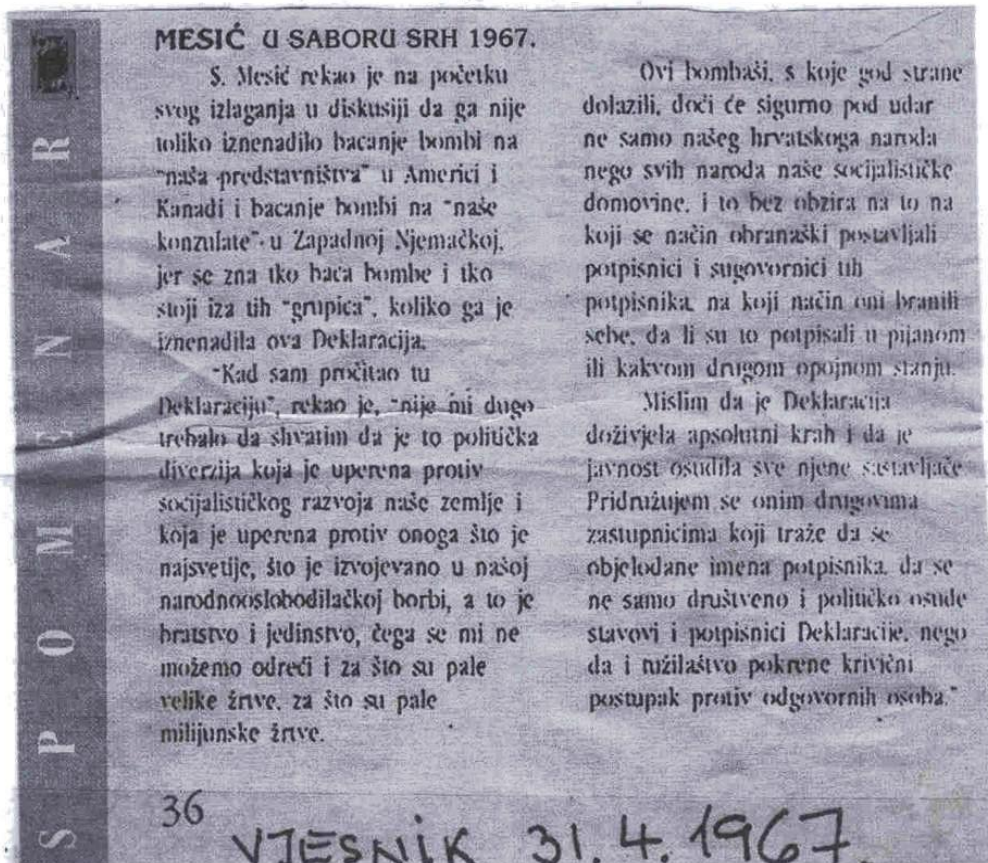 SPOMENAR
MESIĆ U SABORU SRH 1967.
S. Mesić rekao je na početku
svog izlaganja u diskusiji da ga nije
toliko iznenadilo bacanje bombi na
"naša predstavništva" u Americi i
Kanadi i bacanje bombi na "naše
konzulate" u Zapadnoj Njemačkoj,
jer se zna tko baca bombe i tko
stoji iza tih "grupica", koliko ga je
iznenadila ova Deklaracija.
"Kad sam pročitao tu
Deklaraciju", rekao je, "nije mi dugo
trebalo da shvatim da je to politička
diverzija koja je uperena protiv
socijalističkog razvoja naše zemlje i
koja je uperena protiv onoga što je
najsvetije, što je izvojevano u našoj
narodnooslobodilačkoj borbi, a to je
bratstvo i jedinstvo, čega se mi ne
možemo odreći i za što su pale
velike žrtve, za što su pale
milijunske žrtve.
Ovi bombaši, s koje god strane
dolazili, doći će sigurno pod udar
ne samo našeg hrvatskoga naroda
nego svih naroda naše socijalističke
domovine, i to bez obzira na to na
koji se način obranaški postavljali
potpisnici i sugovornici tih
potpisnika, na koji način oni branili
sebe, da li su to potpisali u pijanom
ili kakvom drugom opojnom stanju.
Mislim da je Deklaracija
doživjela apsolutni krah i da je
javnost osudila sve njene sastavljače
Pridružujem se onim drugovima
zastupnicima koji traže da se
objelodane imena potpisnika, da se
ne samo društveno i političko osude
stavovi i potpisnici Deklaracije, nego
da i tužilaštvo pokrene krivični
postupak protiv odgovornih osoba."
36
VJESNIK 31.4.1967.